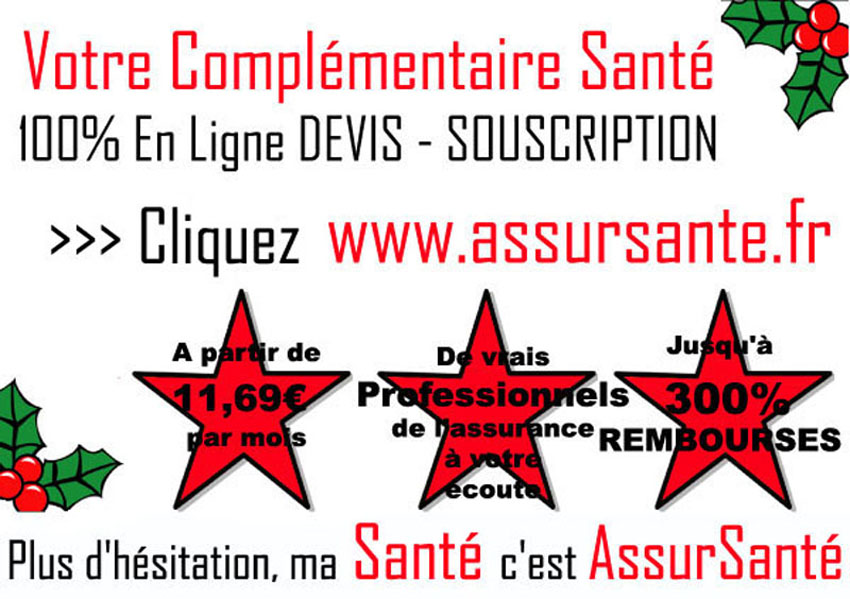 Votre Complémentaire Santé
100% En Ligne DEVIS - SOUSCRIPTION
>>> Cliquez www.assursante.fr
A partir de
11,69€
par mois
De vrais
Professionnels
de l'assurance
à votre
ecoute
Jusqu'à
300%
REMBOURSES
Plus d'hésitation, ma Santé c'est AssurSanté